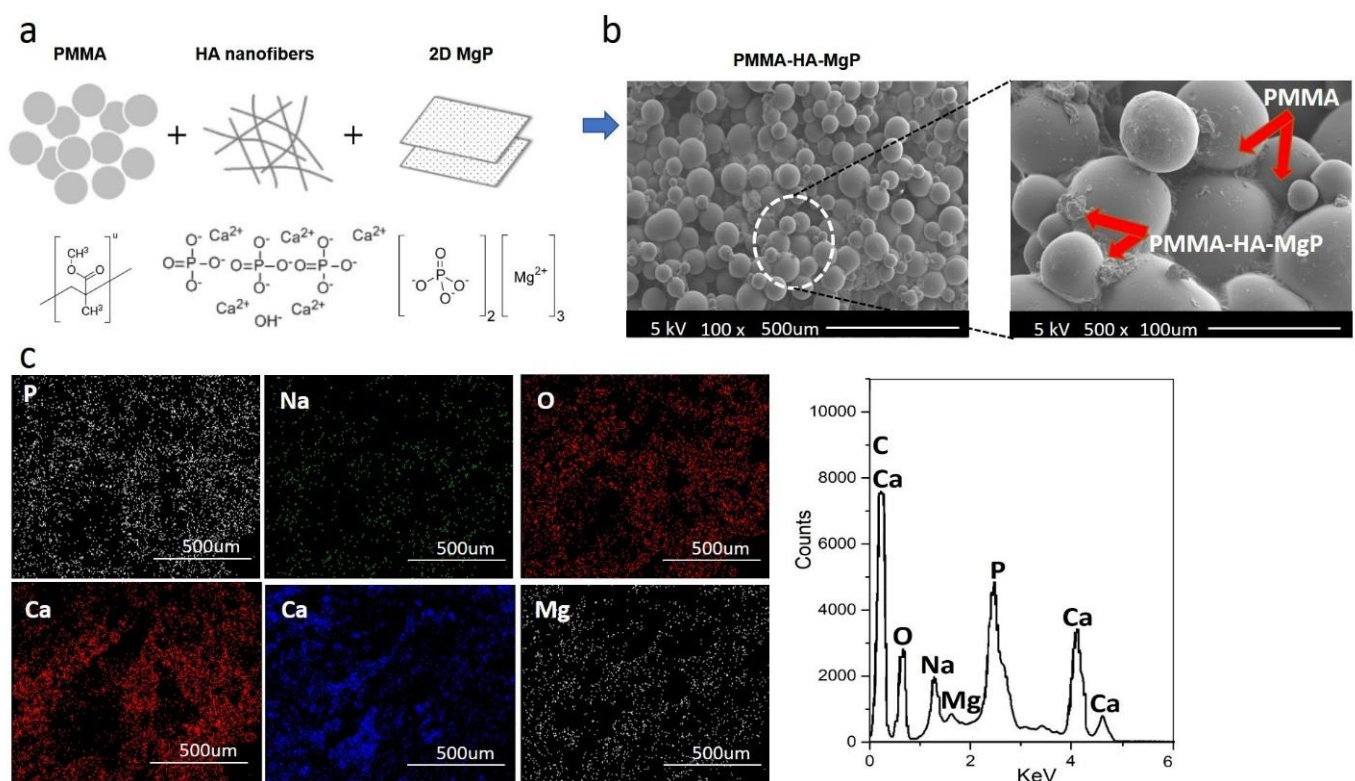 a
PMMA
HA nanofibers
2D MgP
+
+
CH³
O
O
CH³
u
Ca²⁺ O⁻ Ca²⁺ O⁻ Ca²⁺ O⁻ Ca²⁺
O=P-O⁻ O=P-O⁻ O=P-O⁻
O⁻ O⁻ O⁻
Ca²⁺ Ca²⁺
OH⁻
O
⁻O P O⁻
O⁻
2
Mg²⁺
3
b
PMMA-HA-MgP
5 kV 100 x 500um
PMMA
PMMA-HA-MgP
5 kV 500 x 100um
c
P
500um
Na
500um
O
500um
Ca
500um
Ca
500um
Mg
500um
Counts
10000
8000
6000
4000
2000
0
C
Ca
O
Na
Mg
P
Ca
Ca
0 2 4 6
KeV